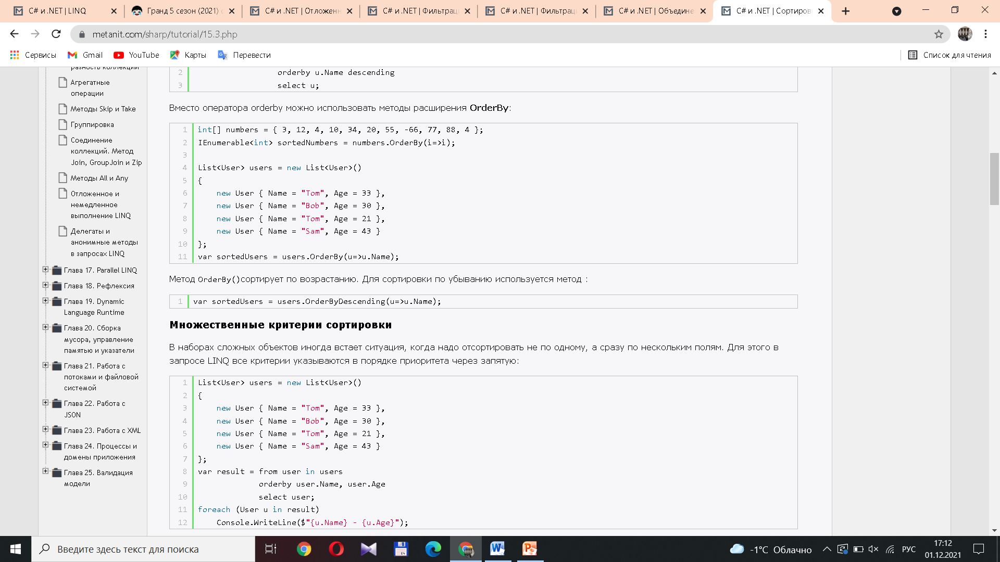 C# и .NET | LINQ
Гранд 5 сезон (2021)
C# и .NET | Отложен
C# и .NET | Фильтрац
C# и .NET | Фильтрац
C# и .NET | Объедине
C# и .NET | Сортиров
metanit.com/sharp/tutorial/15.3.php
Сервисы
Gmail
YouTube
Карты
Перевести
Список для чтения
разность коллекций
Агрегатные
операции
Методы Skip и Take
Группировка
Соединение
коллекций. Метод
Join, GroupJoin и Zip
Методы All и Any
Отложенное и
немедленное
выполнение LINQ
Делегаты и
анонимные методы
в запросах LINQ
Глава 17. Parallel LINQ
Глава 18. Рефлексия
Глава 19. Dynamic
Language Runtime
Глава 20. Сборка
мусора, управление
памятью и указатели
Глава 21. Работа с
потоками и файловой
системой
Глава 22. Работа с
JSON
Глава 23. Работа с XML
Глава 24. Процессы и
домены приложения
Глава 25. Валидация
модели
2 orderby u.Name descending
3 select u;
Вместо оператора orderby можно использовать методы расширения OrderBy:
1 int[] numbers = { 3, 12, 4, 10, 34, 20, 55, -66, 77, 88, 4 };
2 IEnumerable<int> sortedNumbers = numbers.OrderBy(i=>i);
3
4 List<User> users = new List<User>()
5 {
6 new User { Name = "Tom", Age = 33 },
7 new User { Name = "Bob", Age = 30 },
8 new User { Name = "Tom", Age = 21 },
9 new User { Name = "Sam", Age = 43 }
10 };
11 var sortedUsers = users.OrderBy(u=>u.Name);
Метод OrderBy()сортирует по возрастанию. Для сортировки по убыванию используется метод :
1 var sortedUsers = users.OrderByDescending(u=>u.Name);
Множественные критерии сортировки
В наборах сложных объектов иногда встает ситуация, когда надо отсортировать не по одному, а сразу по нескольким полям. Для этого в
запросе LINQ все критерии указываются в порядке приоритета через запятую:
1 List<User> users = new List<User>()
2 {
3 new User { Name = "Tom", Age = 33 },
4 new User { Name = "Bob", Age = 30 },
5 new User { Name = "Tom", Age = 21 },
6 new User { Name = "Sam", Age = 43 }
7 };
8 var result = from user in users
9 orderby user.Name, user.Age
10 select user;
11 foreach (User u in result)
12 Console.WriteLine($"{u.Name} - {u.Age}");
Введите здесь текст для поиска
-1°C Облачно
РУС
17:12
01.12.2021